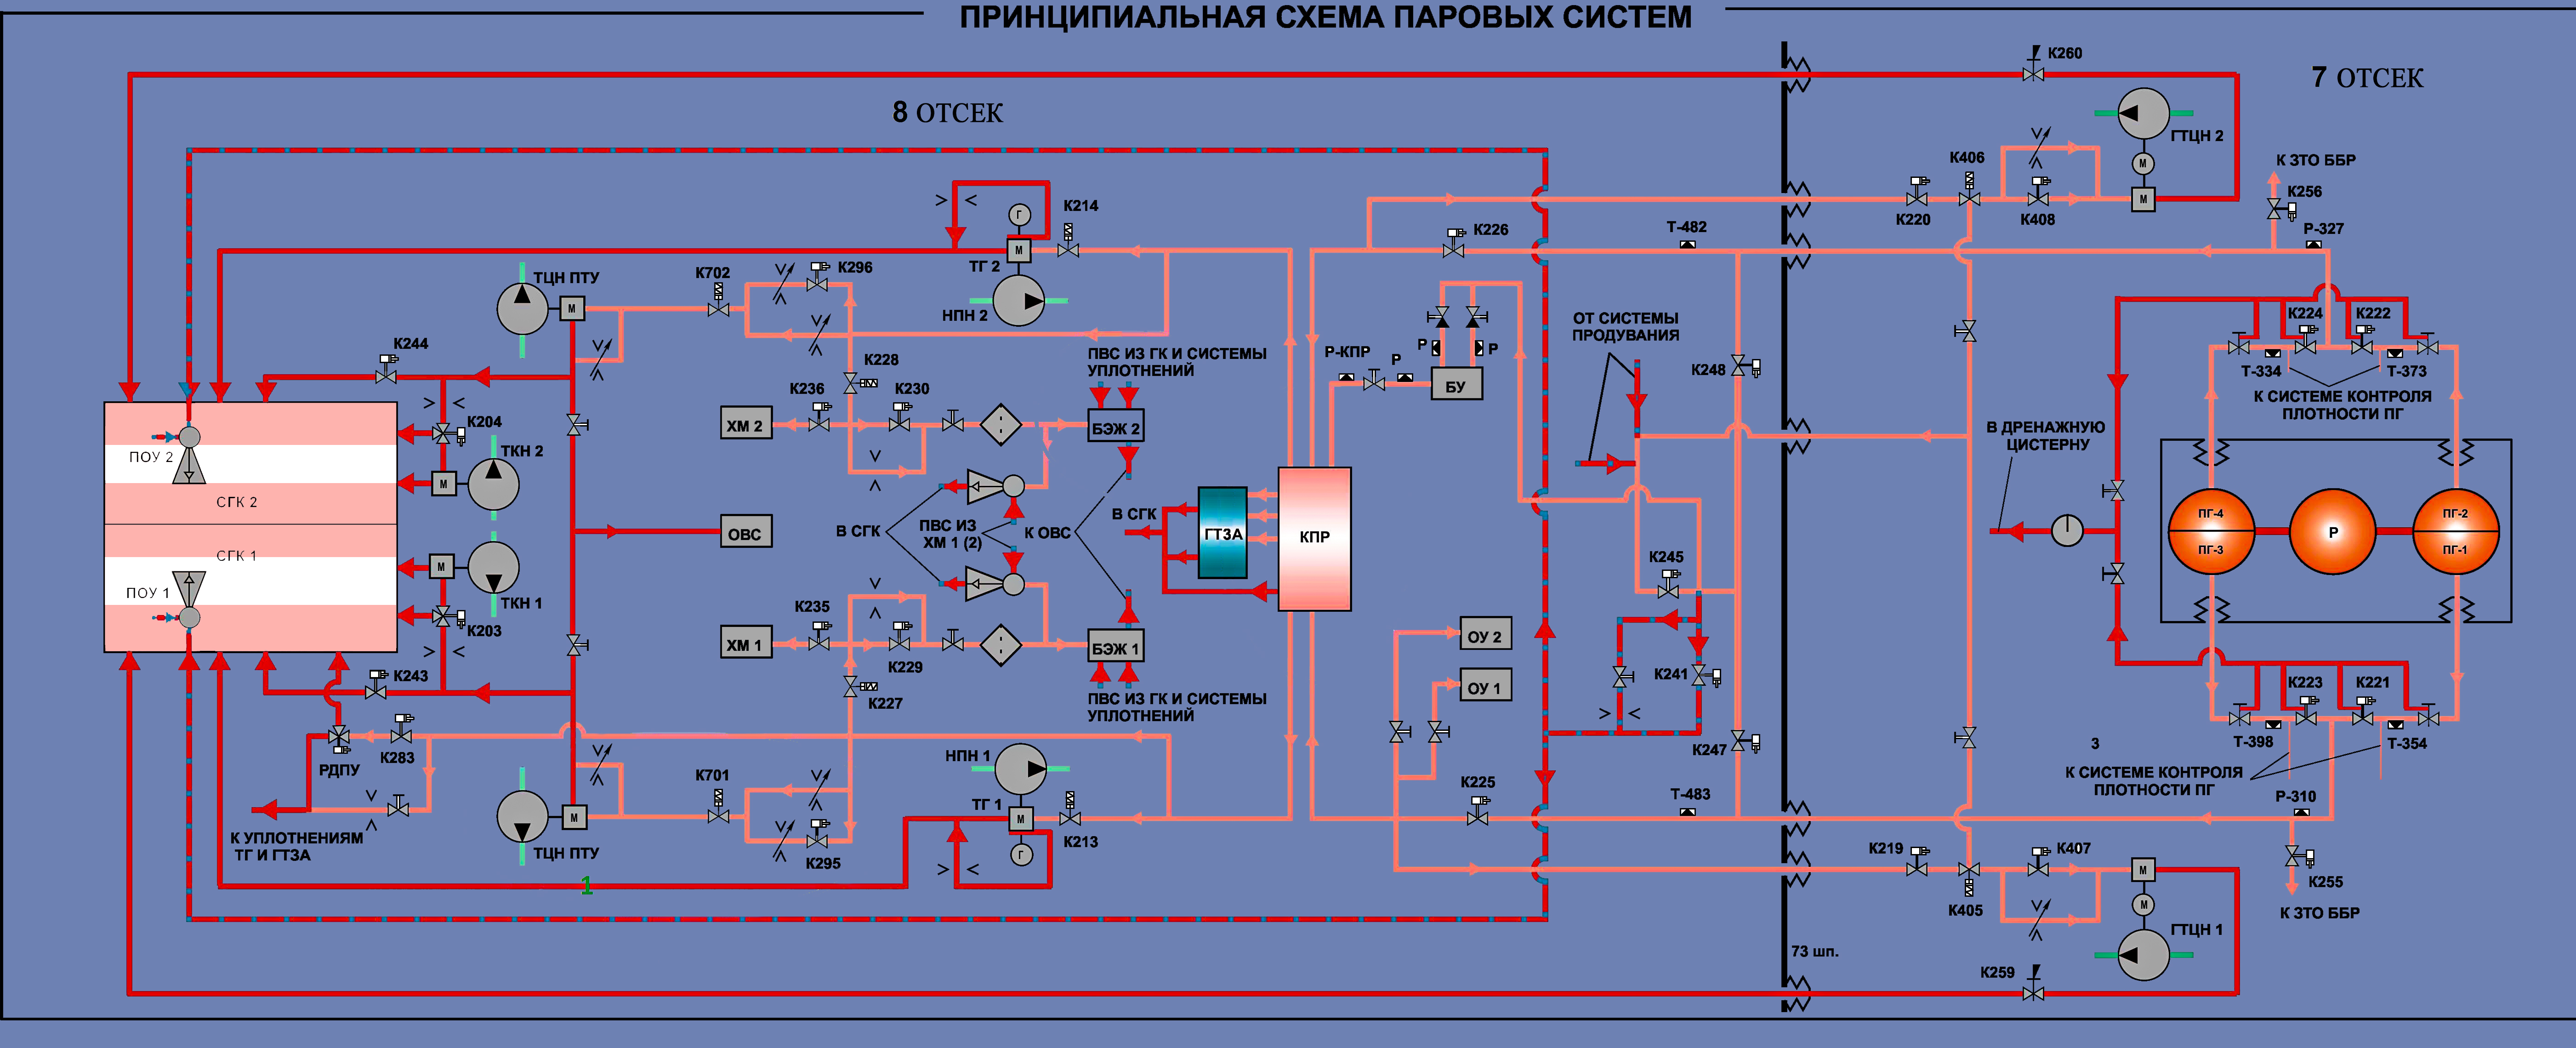 ПРИНЦИПИАЛЬНАЯ СХЕМА ПАРОВЫХ СИСТЕМ
К260
7 ОТСЕК
8 ОТСЕК
ГТЦН 2
М
К406
К ЗТО ББР
К256
К220
К408
М
К214
Г
К226
Т-482
Р-327
М
ТГ 2
ТЦН ПТУ
К702
К296
НПН 2
М
К224
К222
ОТ СИСТЕМЫ
ПРОДУВАНИЯ
К244
ПВС ИЗ ГК И СИСТЕМЫ
УПЛОТНЕНИЙ
Р-КПР
Р
Р
Р
К228
К248
Т-334
Т-373
К236
К230
БУ
К СИСТЕМЕ КОНТРОЛЯ
ПЛОТНОСТИ ПГ
К204
ХМ 2
БЭЖ 2
В ДРЕНАЖНУЮ
ЦИСТЕРНУ
ПОУ 2
ТКН 2
М
СГК 2
ПГ-4
ПГ-2
В СГК
ПВС ИЗ
ХМ 1 (2)
К ОВС
В СГК
ОВС
ГТЗА
КПР
Р
СГК 1
ПГ-3
ПГ-1
М
К245
ПОУ 1
ТКН 1
К235
К203
ХМ 1
К229
БЭЖ 1
ОУ 2
К243
К241
ОУ 1
К223
К221
К227
ПВС ИЗ ГК И СИСТЕМЫ
УПЛОТНЕНИЙ
К283
РДПУ
НПН 1
К247
Т-398
3
Т-354
К701
К225
Т-483
К СИСТЕМЕ КОНТРОЛЯ
ПЛОТНОСТИ ПГ
Р-310
ТГ 1
М
М
К213
К УПЛОТНЕНИЯМ
ТГ И ГТЗА
ТЦН ПТУ
Г
К295
К219
К407
М
К255
1
К405
М
К ЗТО ББР
ГТЦН 1
73 шп.
К259